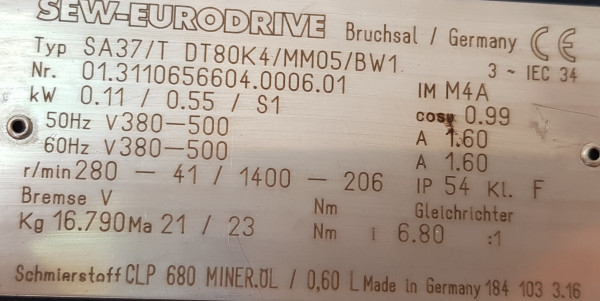 SEW-EURODRIVE Bruchsal / Germany CE
Typ SA37/T DT80K4/MM05/BW1 3 ~ IEC 34
Nr. 01.3110656604.0006.01 IM M4A
kW 0.11 / 0.55 / S1 cosφ 0.99
50Hz V 380-500 A 1.60
60Hz V 380-500 A 1.60
r/min 280 - 41 / 1400 - 206 IP 54 Kl. F
Bremse V Nm Gleichrichter
Kg 16.790 Ma 21 / 23 Nm i 6.80 :1
Schmierstoff CLP 680 MINER.ÖL / 0,60 L Made in Germany 184 103 3.16